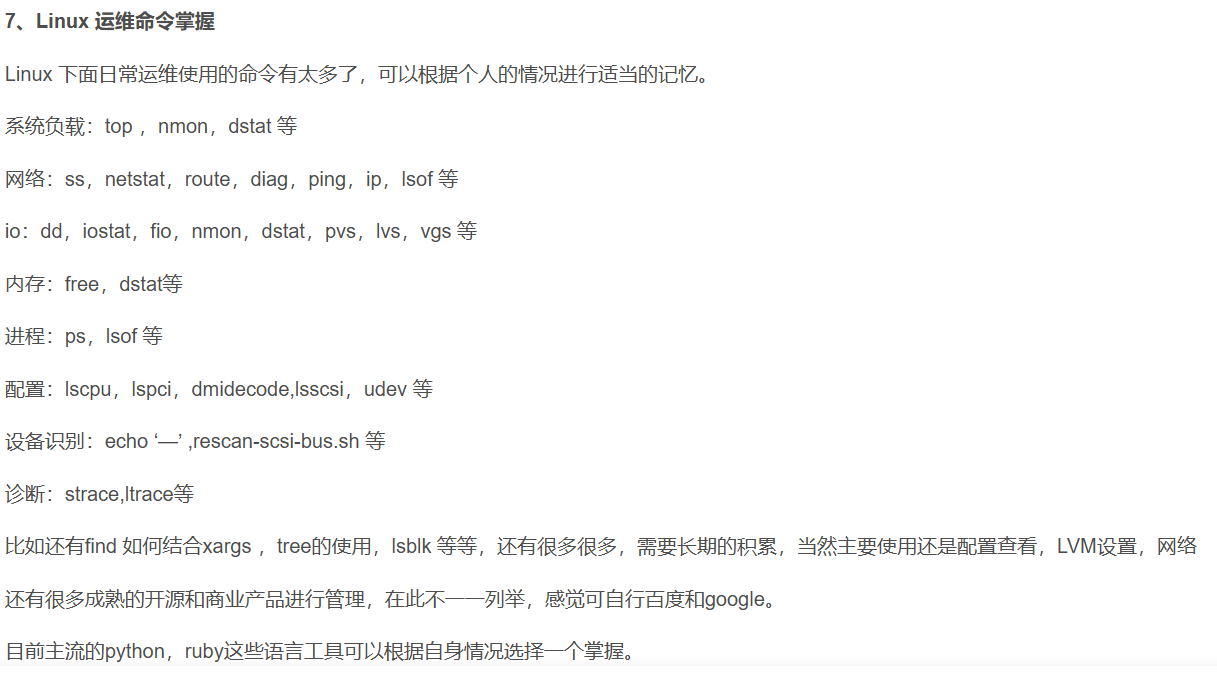 7、Linux 运维命令掌握
Linux 下面日常运维使用的命令有太多了，可以根据个人的情况进行适当的记忆。
系统负载：top ，nmon，dstat 等
网络：ss，netstat，route，diag，ping，ip，lsof 等
io：dd，iostat，fio，nmon，dstat，pvs，lvs，vgs 等
内存：free，dstat等
进程：ps，lsof 等
配置：lscpu，lspci，dmidecode,lsscsi，udev 等
设备识别：echo ‘—’ ,rescan-scsi-bus.sh 等
诊断：strace,ltrace等
比如还有find 如何结合xargs ，tree的使用，lsblk 等等，还有很多很多，需要长期的积累，当然主要使用还是配置查看，LVM设置，网络
还有很多成熟的开源和商业产品进行管理，在此不一一列举，感觉可自行百度和google。
目前主流的python，ruby这些语言工具可以根据自身情况选择一个掌握。